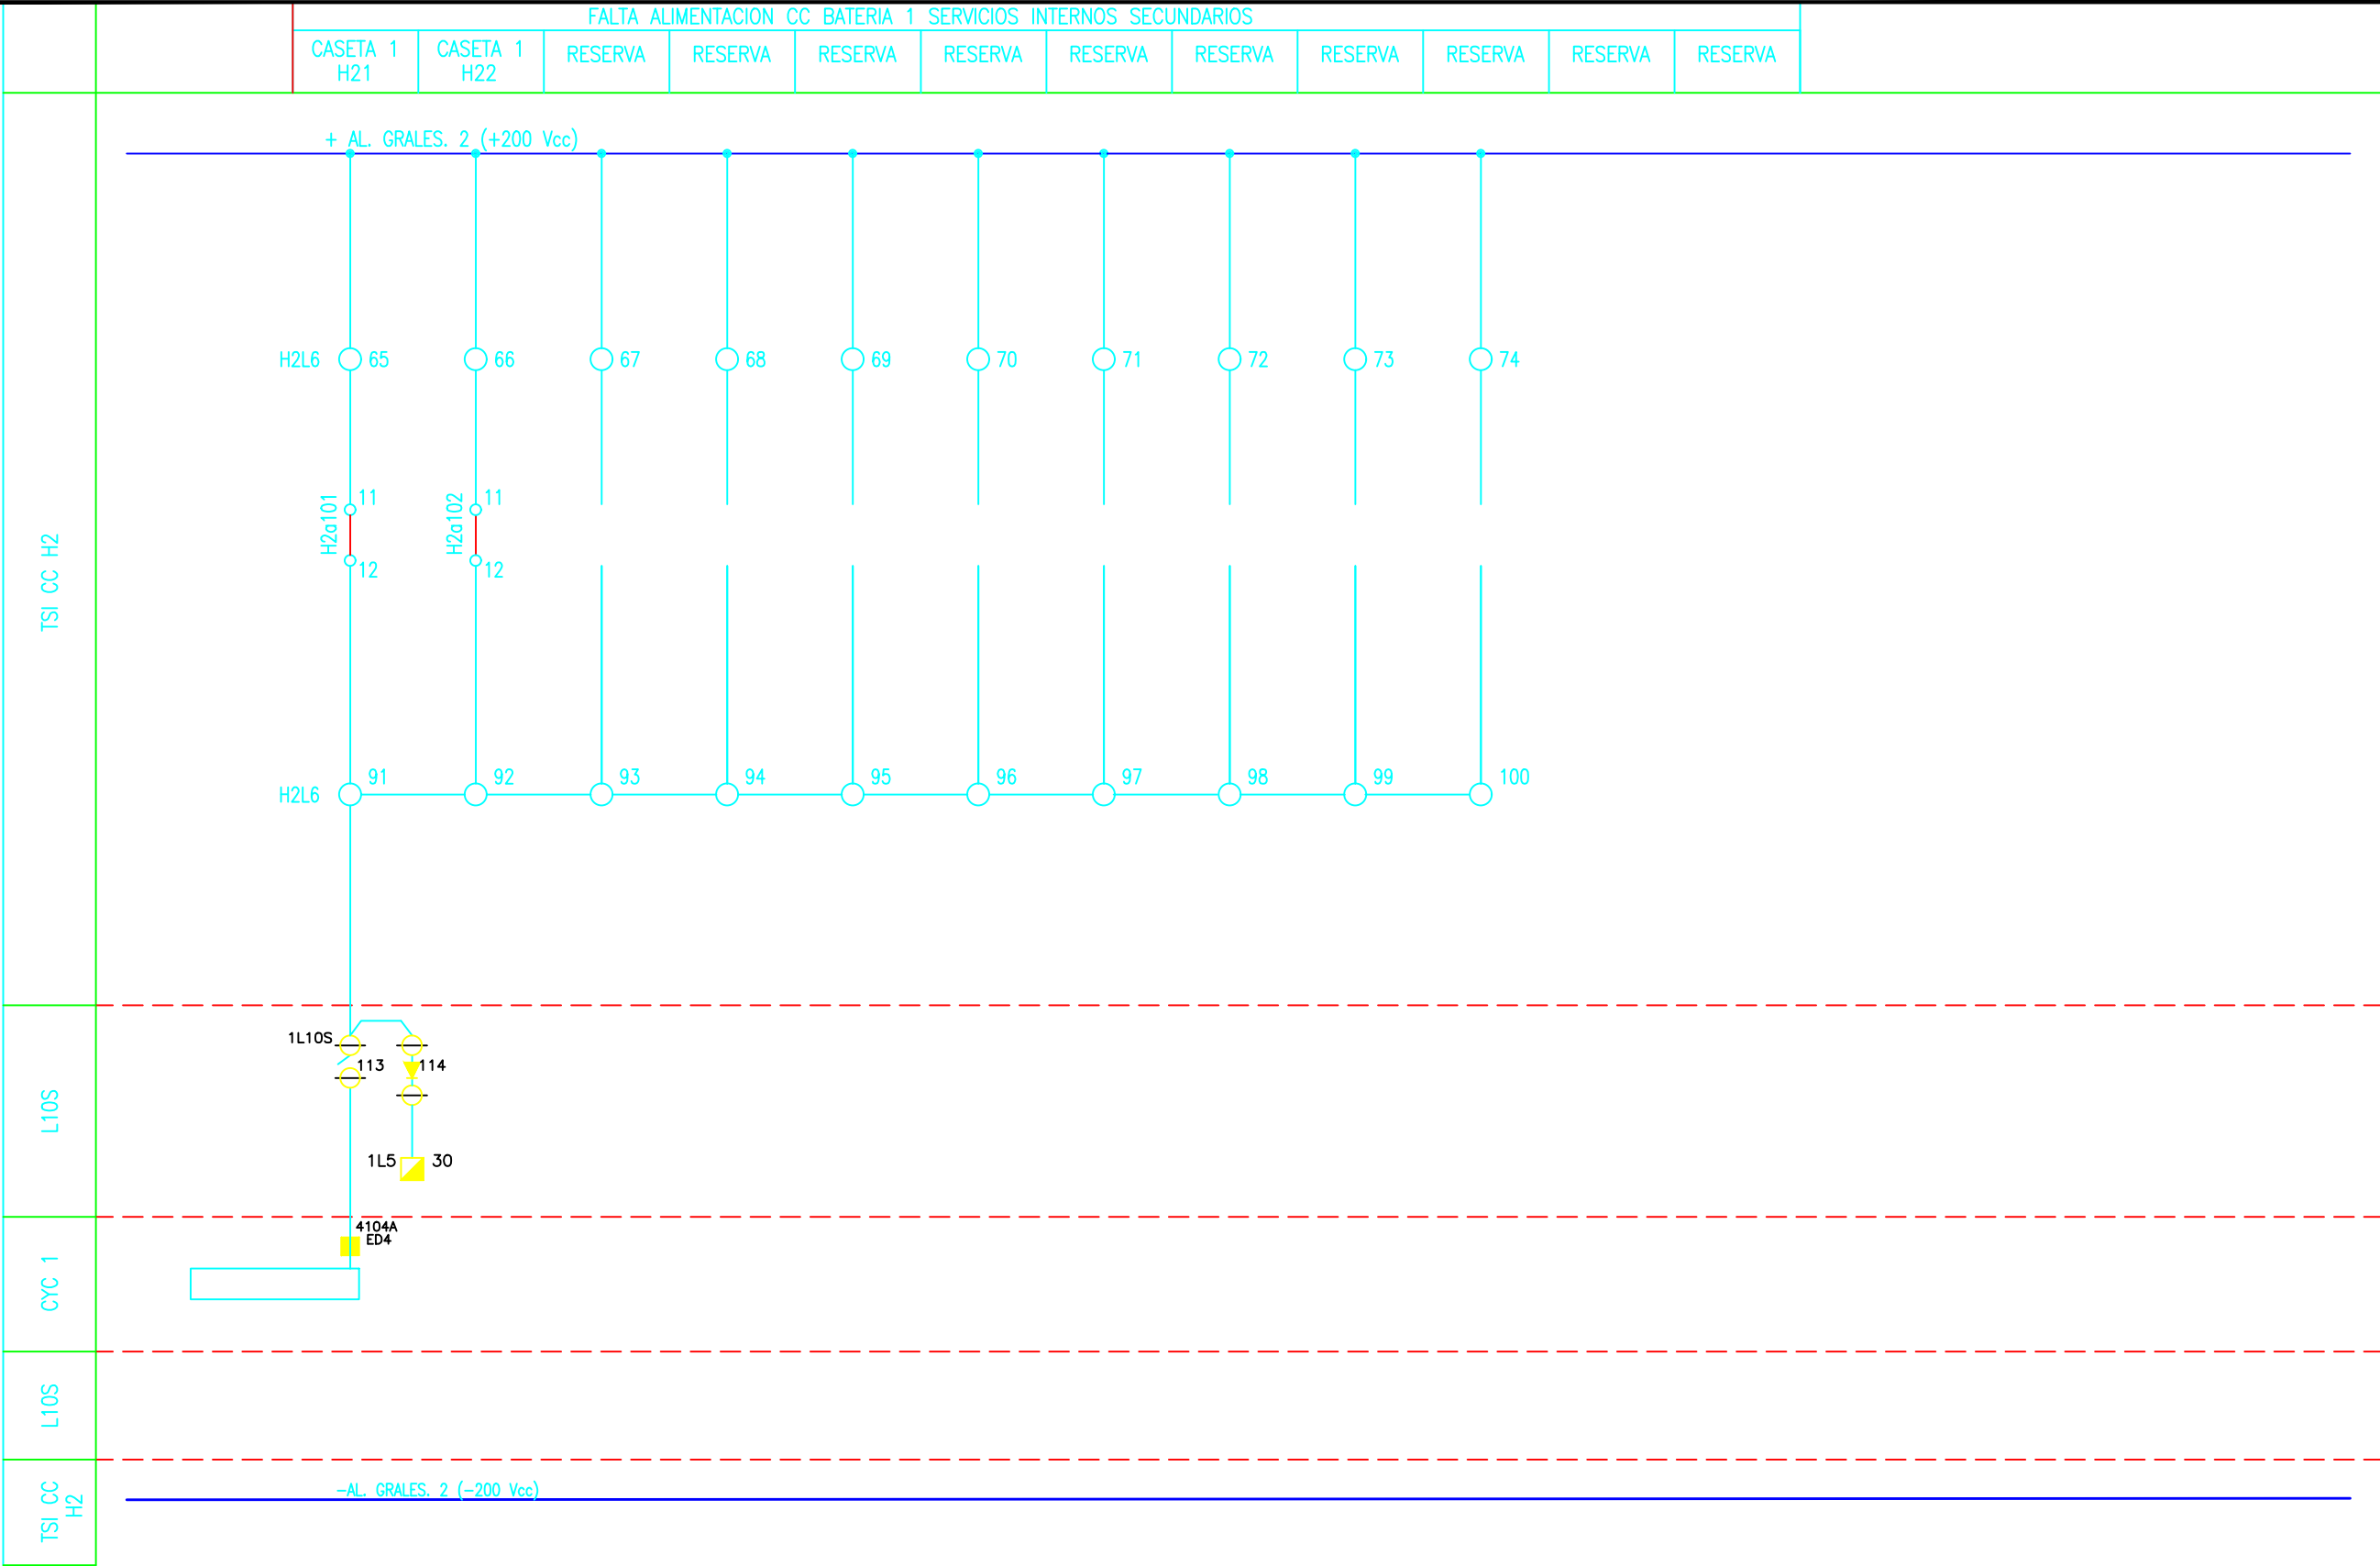 FALTA ALIMENTACION CC BATERIA 1 SERVICIOS INTERNOS SECUNDARIOS
CASETA 1
H21
CASETA 1
H22
RESERVA
RESERVA
RESERVA
RESERVA
RESERVA
RESERVA
RESERVA
RESERVA
RESERVA
RESERVA
+ AL. GRALES. 2 (+200 Vcc)
H2L6
65
66
67
68
69
70
71
72
73
74
TSI CC H2
H2a101
11
12
H2a102
11
12
H2L6
91
92
93
94
95
96
97
98
99
100
L10S
1L10S
113
114
1L5
30
CYC 1
4104A
ED4
L10S
TSI CC
H2
-AL. GRALES. 2 (-200 Vcc)